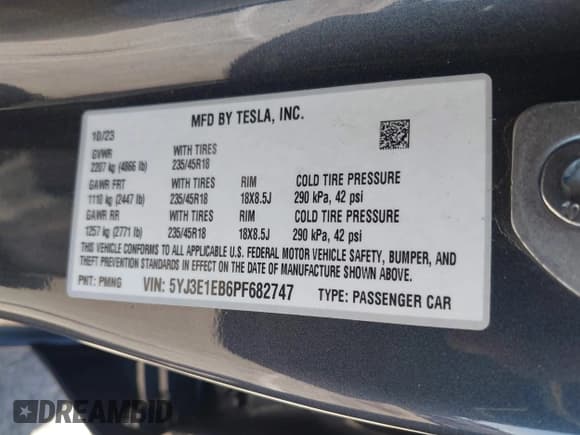 MFD BY TESLA, INC.
10/23
GVWR WITH TIRES
2207 kg (4866 lb) 235/45R18
GAWR FRT WITH TIRES RIM COLD TIRE PRESSURE
1110 kg (2447 lb) 235/45R18 18X8.5J 290 kPa, 42 psi
GAWR RR WITH TIRES RIM COLD TIRE PRESSURE
1257 kg (2771 lb) 235/45R18 18X8.5J 290 kPa, 42 psi
THIS VEHICLE CONFORMS TO ALL APPLICABLE U.S. FEDERAL MOTOR VEHICLE SAFETY, BUMPER, AND
THEFT PREVENTION STANDARDS IN EFFECT ON THE DATE OF MANUFACTURE SHOWN ABOVE.
PNT: PMNG VIN: 5YJ3E1EB6PF682747 TYPE: PASSENGER CAR
DREAMBID